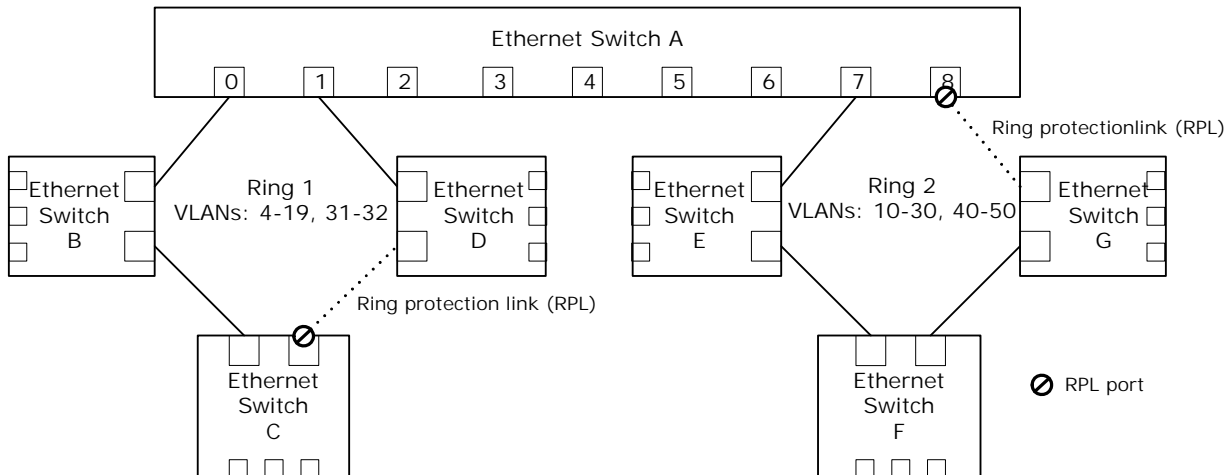 Ethernet Switch A
0 1 2 3 4 5 6 7 8
Ring protectionlink (RPL)
Ethernet
Switch
B
Ring 1
VLANs: 4-19, 31-32
Ethernet
Switch
D
Ethernet
Switch
E
Ring 2
VLANs: 10-30, 40-50
Ethernet
Switch
G
Ring protection link (RPL)
Ethernet
Switch
C
Ethernet
Switch
F
RPL port